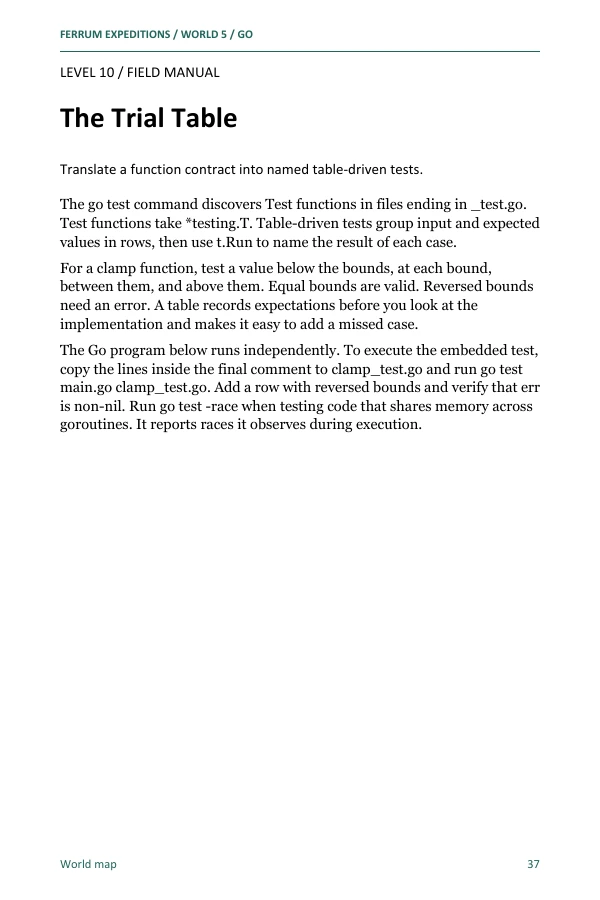 FERRUM EXPEDITIONS / WORLD 5 / GO
LEVEL 10 / FIELD MANUAL
The Trial Table
Translate a function contract into named table-driven tests.
The go test command discovers Test functions in files ending in _test.go.
Test functions take *testing.T. Table-driven tests group input and expected
values in rows, then use t.Run to name the result of each case.
For a clamp function, test a value below the bounds, at each bound,
between them, and above them. Equal bounds are valid. Reversed bounds
need an error. A table records expectations before you look at the
implementation and makes it easy to add a missed case.
The Go program below runs independently. To execute the embedded test,
copy the lines inside the final comment to clamp_test.go and run go test
main.go clamp_test.go. Add a row with reversed bounds and verify that err
is non-nil. Run go test -race when testing code that shares memory across
goroutines. It reports races it observes during execution.
World map
37